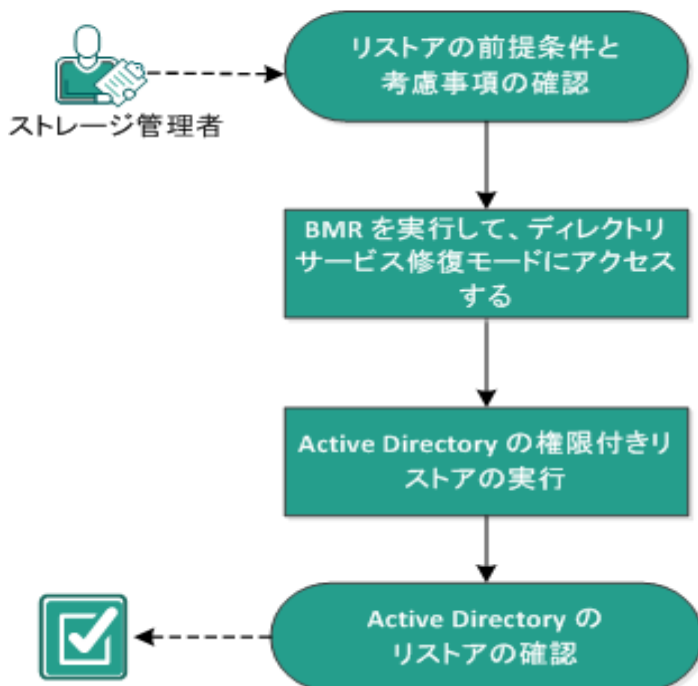 リストアの前提条件と
考慮事項の確認
ストレージ管理者
BMR を実行して、ディレクトリ
サービス修復モードにアクセス
する
Active Directory の権限付きリ
ストアの実行
Active Directory の
リストアの確認